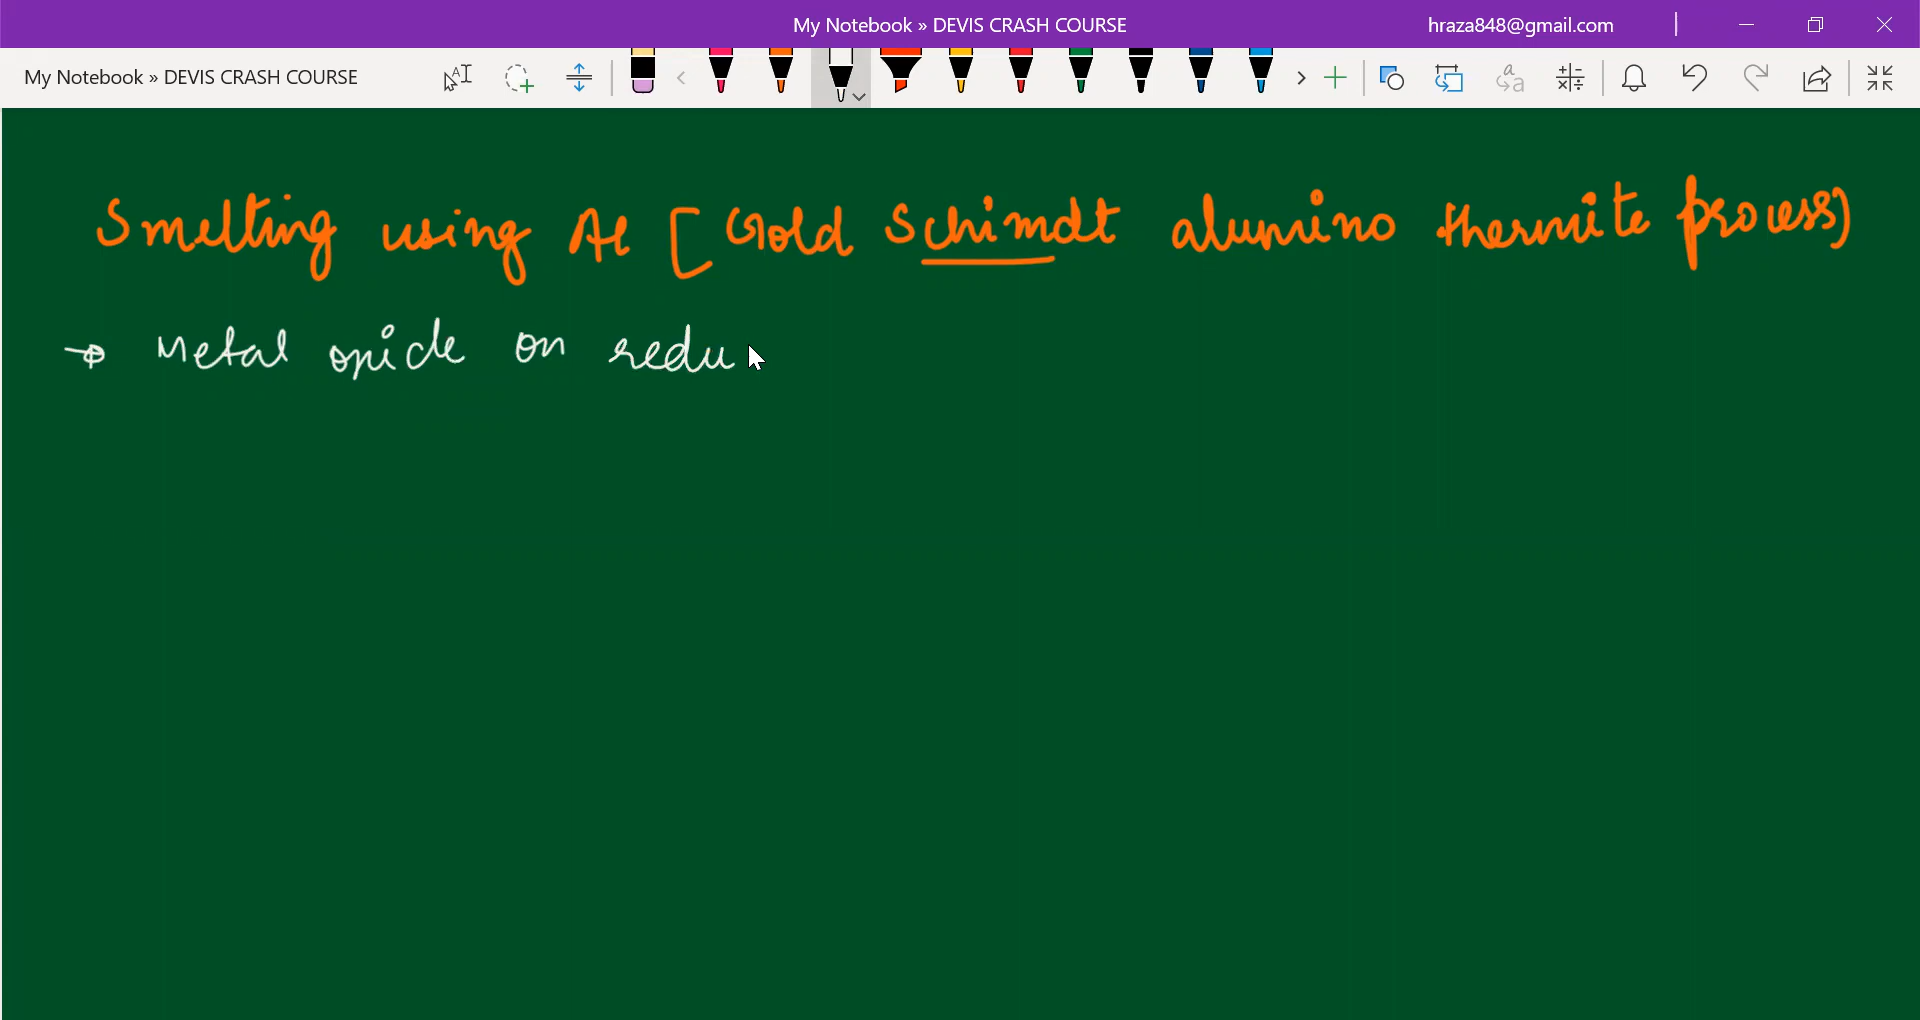 My Notebook » DEVIS CRASH COURSE
hraza848@gmail.com
My Notebook » DEVIS CRASH COURSE
Smelting using Al [Gold Schimdt alumino thermite process)
→ Metal oxide on redu